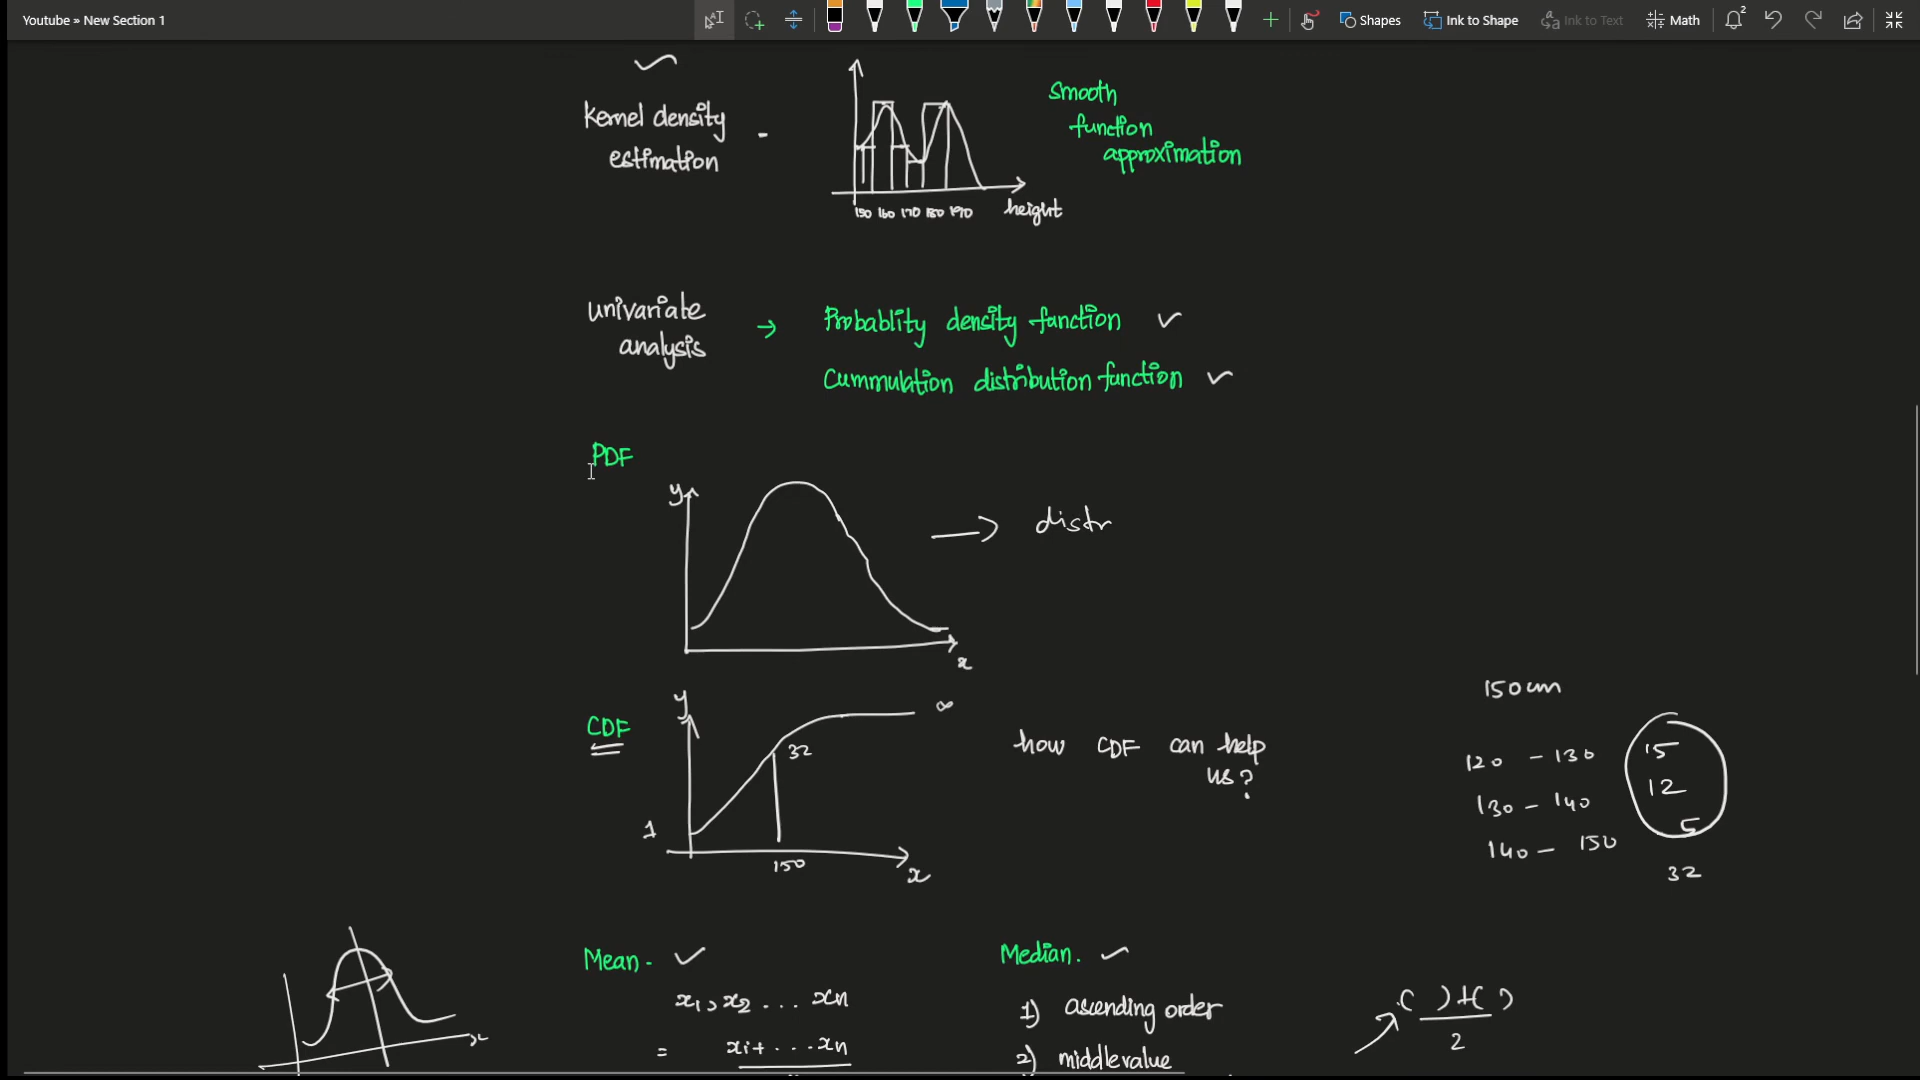 Youtube » New Section 1
Shapes
Ink to Shape
Ink to Text
Math
2
kernel density
estimation
-
150 160 170 180 190
height
smooth
function
approximation
univariate
analysis
→
Probablity density function ✓
Cummulation distribution function ✓
PDF
y
x
→ distr
CDF
y
∞
32
1
150
x
how CDF can help
us?
150cm
120 - 130 15
130 - 140 12
140 - 150 5
32
x
Mean - ✓
x1, x2 ... xn
= x1+ ... xn
Median. ✓
1) ascending order
2) middle value
( )+( )
2